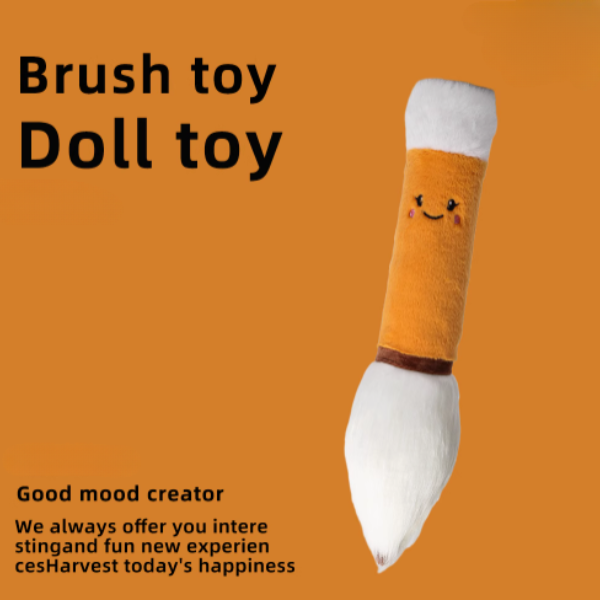 Brush toy
Doll toy
Good mood creator
We always offer you intere
stingand fun new experien
cesHarvest today's happiness